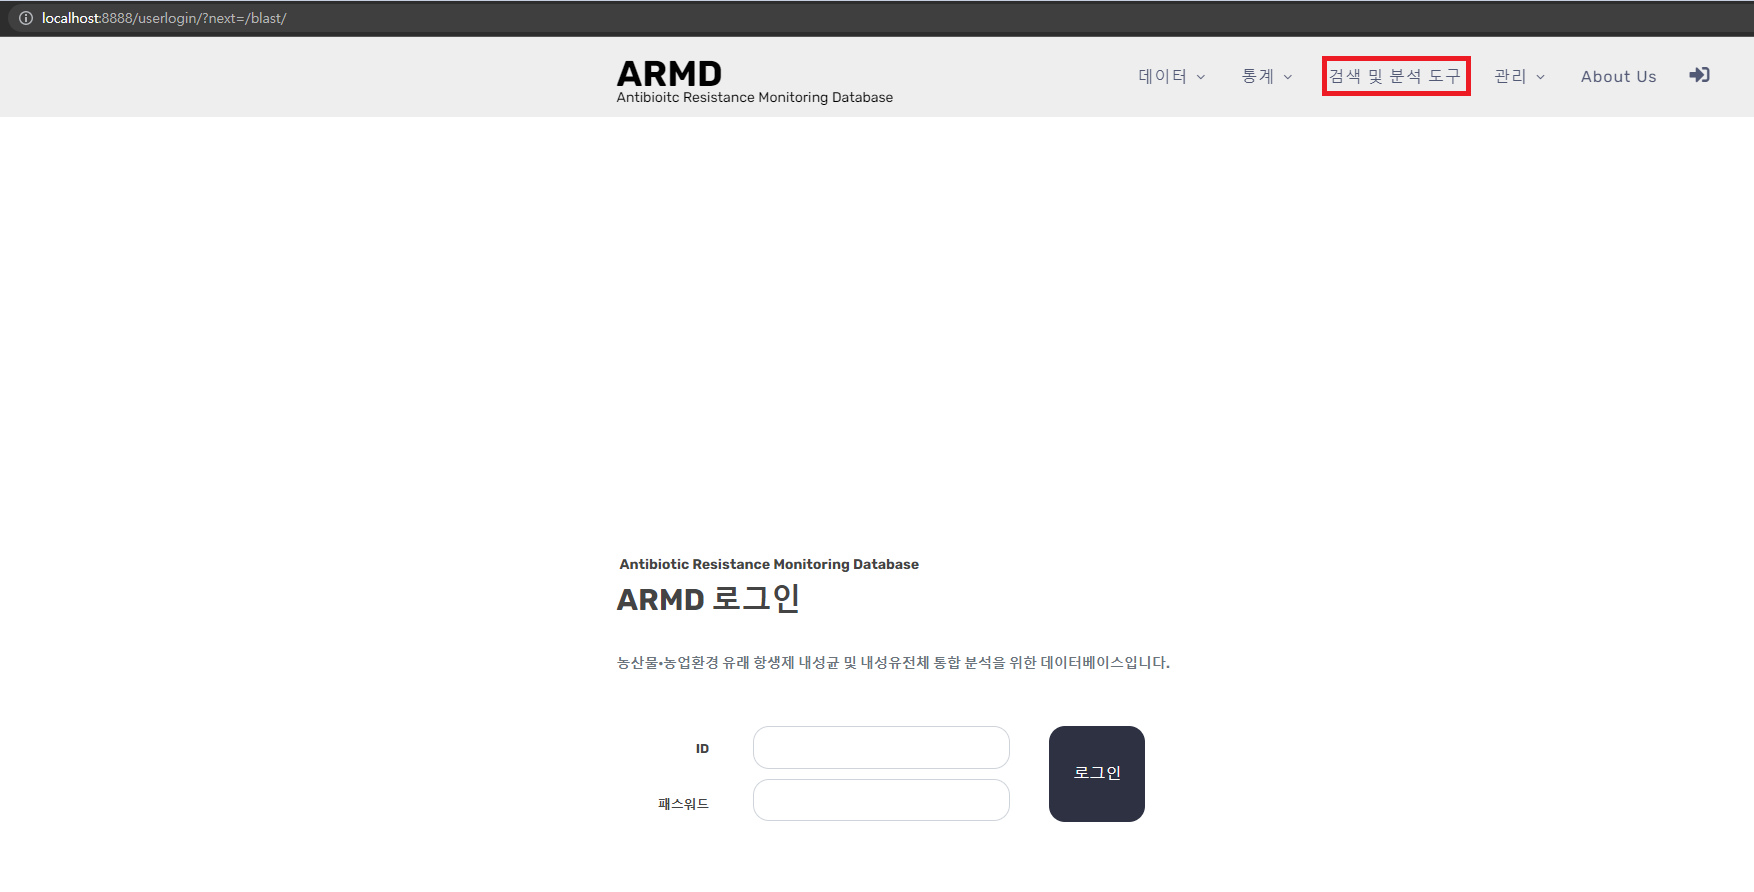 localhost:8888/userlogin/?next=/blast/
ARMD
Antibioitc Resistance Monitoring Database
데이터 통계 검색 및 분석 도구 관리 About Us
Antibiotic Resistance Monitoring Database
ARMD 로그인
농산물•농업환경 유래 항생제 내성균 및 내성유전체 통합 분석을 위한 데이터베이스입니다.
ID
로그인
패스워드